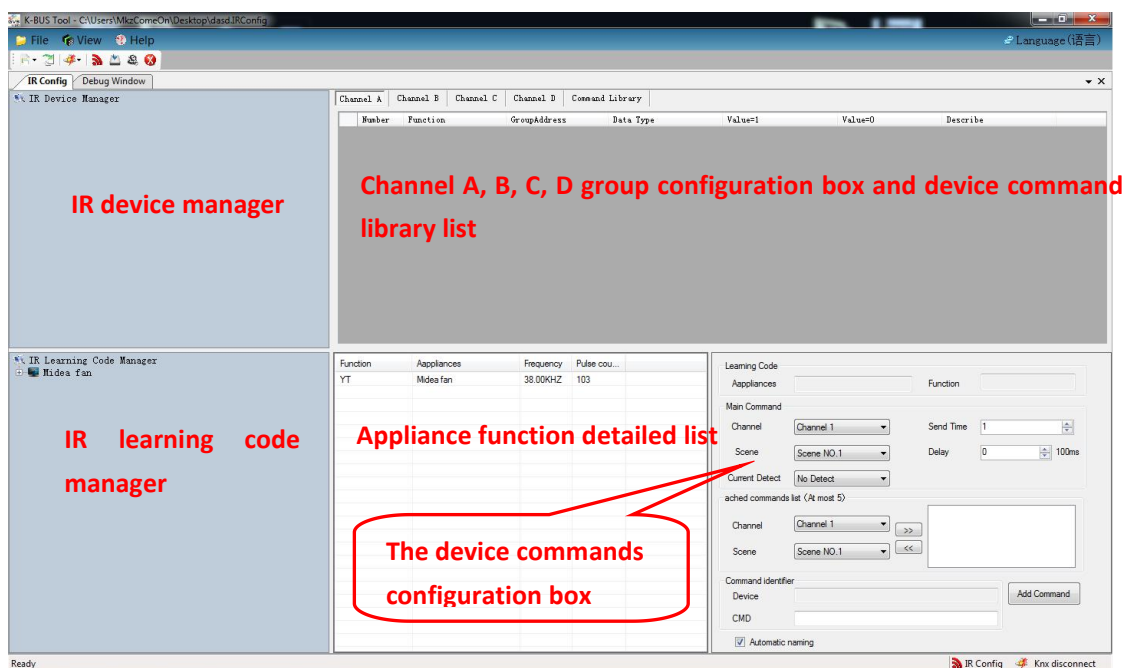 K-BUS Tool - C:\Users\MkzComeOn\Desktop\dasd.IRConfig
File View Help Language(语言)
IR Config Debug Window
IR Device Manager
Channel A Channel B Channel C Channel D Command Library
Number Function GroupAddress Data Type Value=1 Value=0 Describe
IR device manager
Channel A, B, C, D group configuration box and device command
library list
IR Learning Code Manager
Midea fan
IR learning code
manager
Function Aappliances Frequency Pulse cou...
YT Midea fan 38.00KHZ 103
Appliance function detailed list
The device commands
configuration box
Learning Code
Aappliances Function
Main Command
Channel Channel 1 Send Time 1
Scene Scene NO.1 Delay 0 100ms
Current Detect No Detect
ached commands list (At most 5)
Channel Channel 1 >>
Scene Scene NO.1 <<
Command identifier
Device
Add Command
CMD
Automatic naming
Ready IR Config Knx disconnect